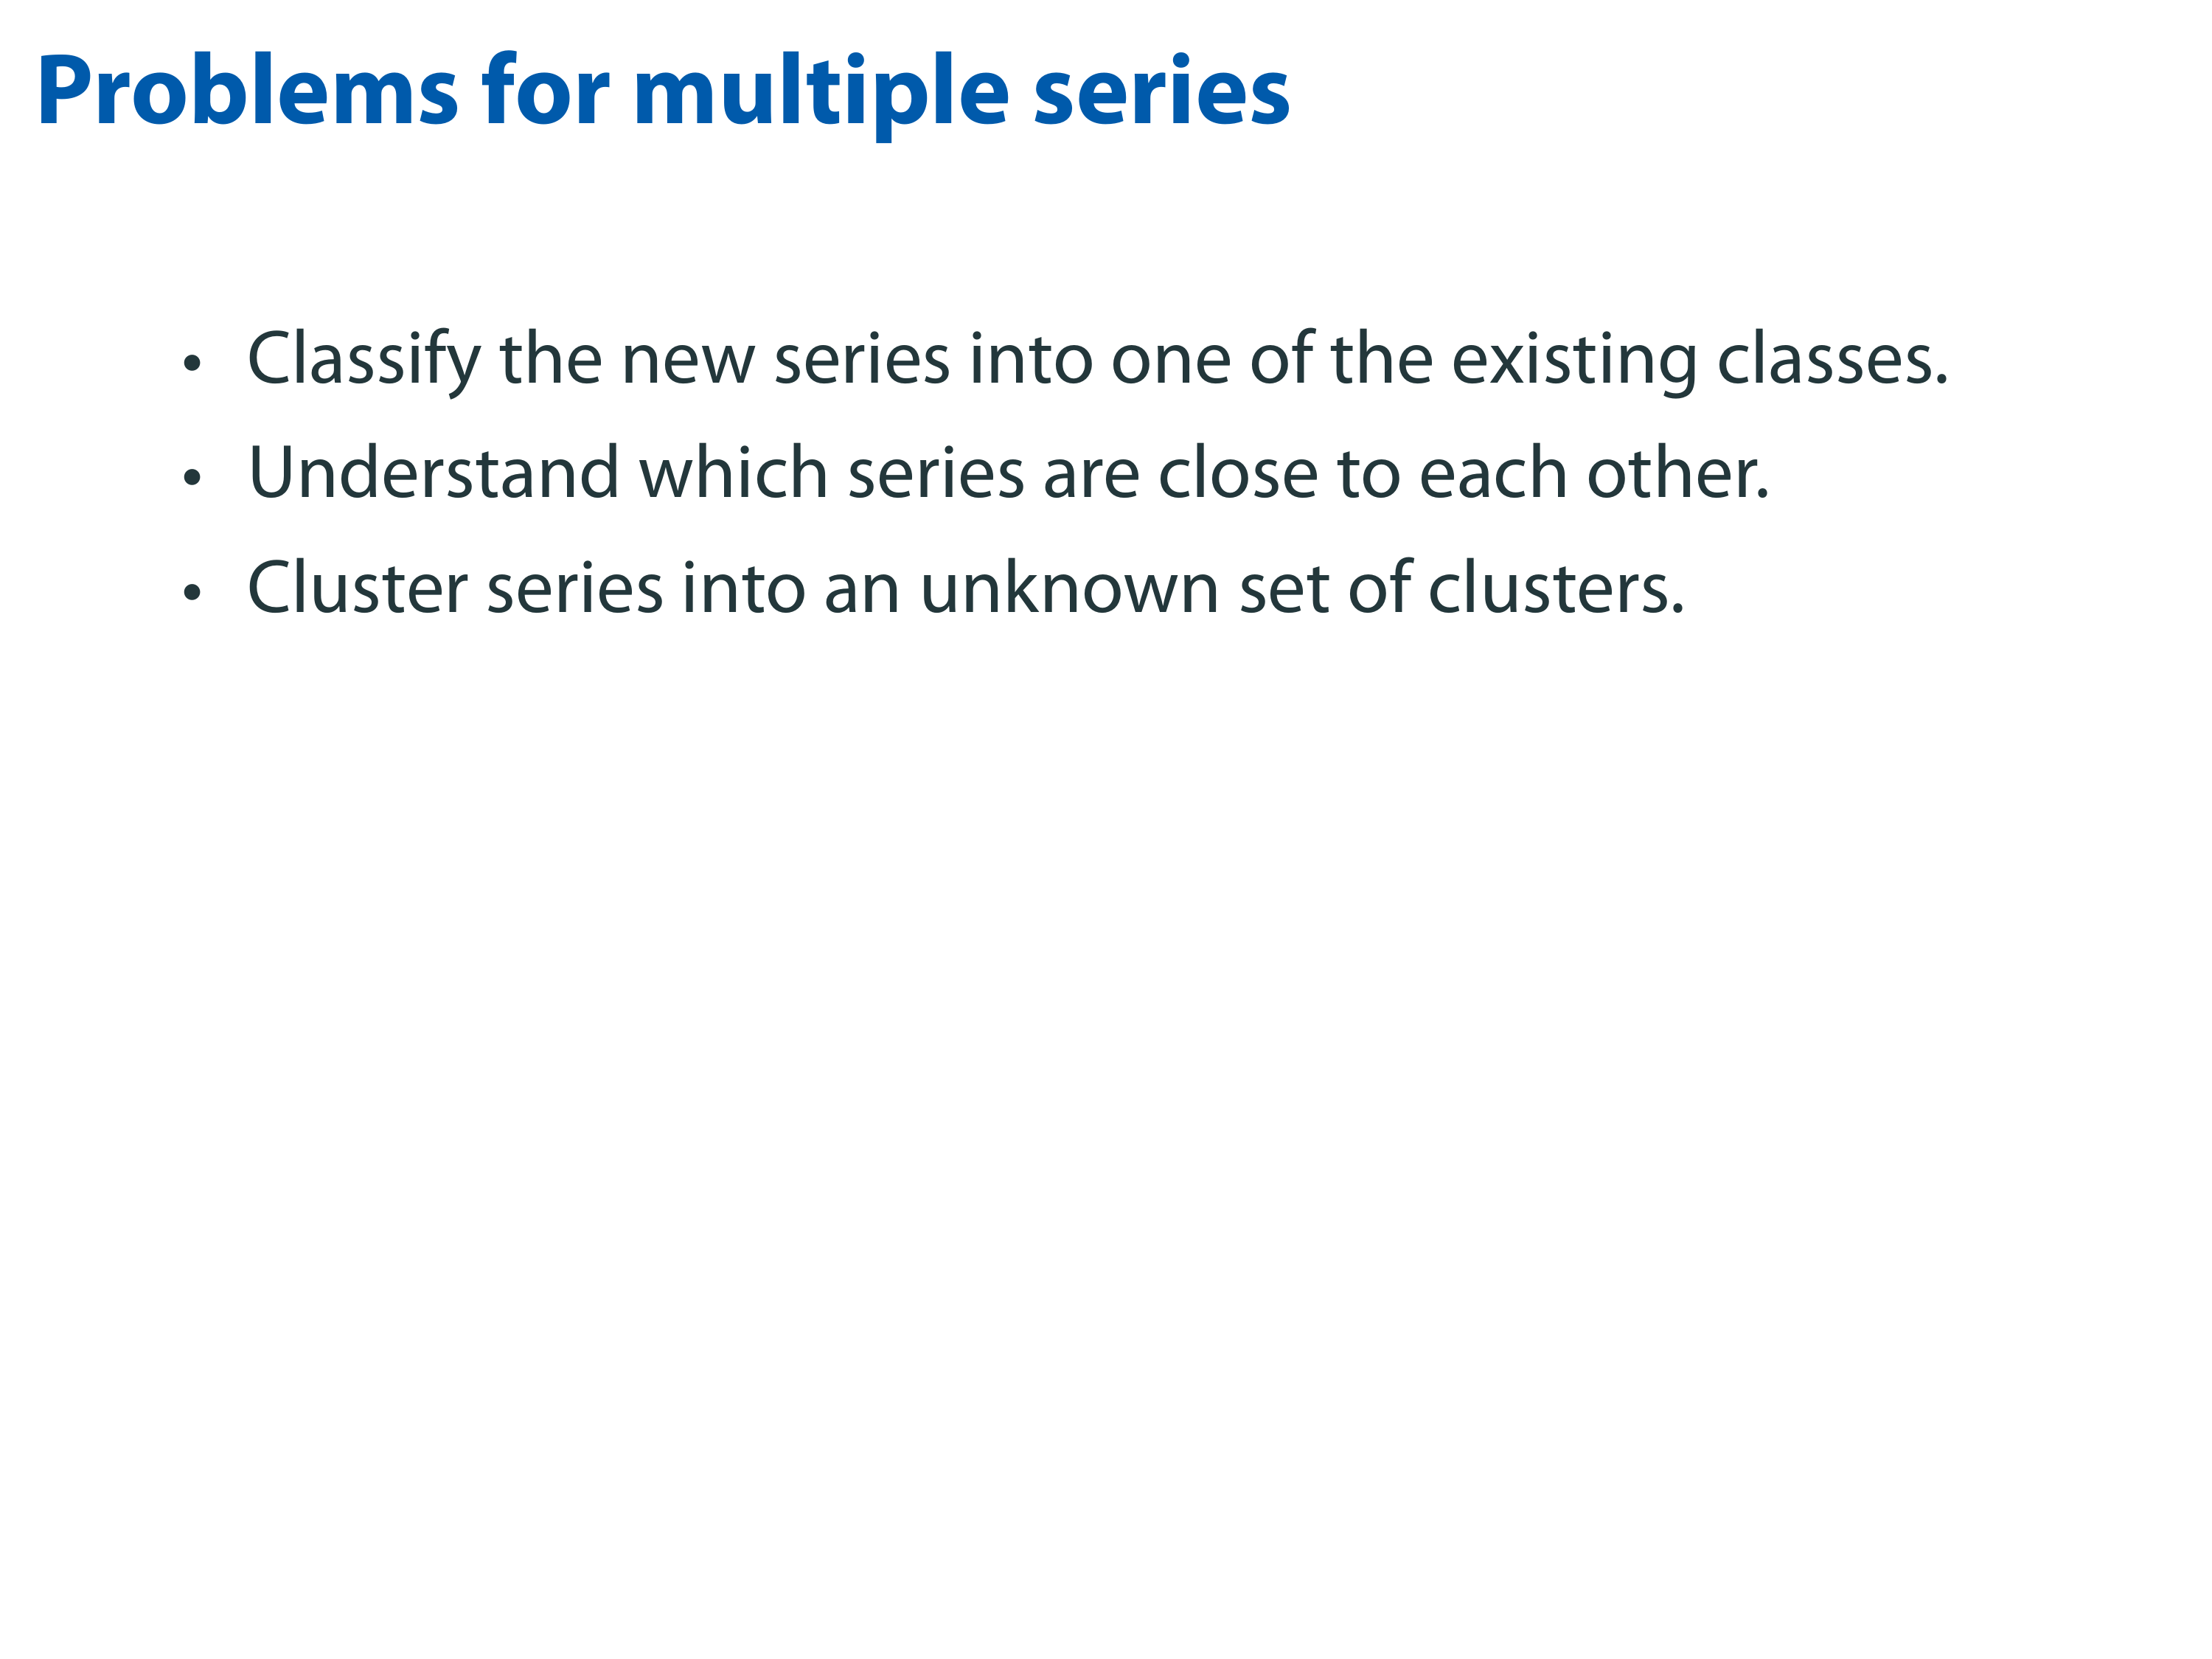 Problems for multiple series
• Classify the new series into one of the existing classes.
• Understand which series are close to each other.
• Cluster series into an unknown set of clusters.